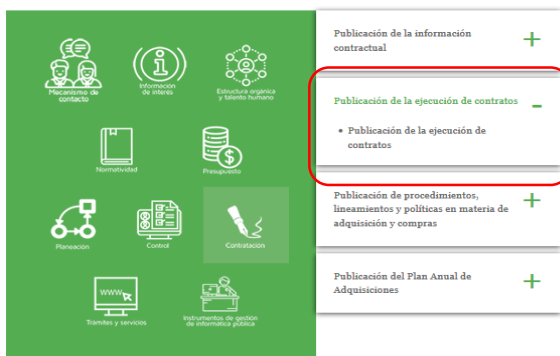 Mecanismo de
contacto
Información
de interés
Estructura orgánica
y talento humano
Normatividad
Presupuesto
Planeación
Control
Contratación
WWW
Trámites y servicios
Instrumentos de gestión
de informática pública
Publicación de la información
contractual
+
Publicación de la ejecución de contratos
-
• Publicación de la ejecución de
contratos
Publicación de procedimientos,
lineamientos y políticas en materia de
adquisición y compras
+
Publicación del Plan Anual de
Adquisiciones
+